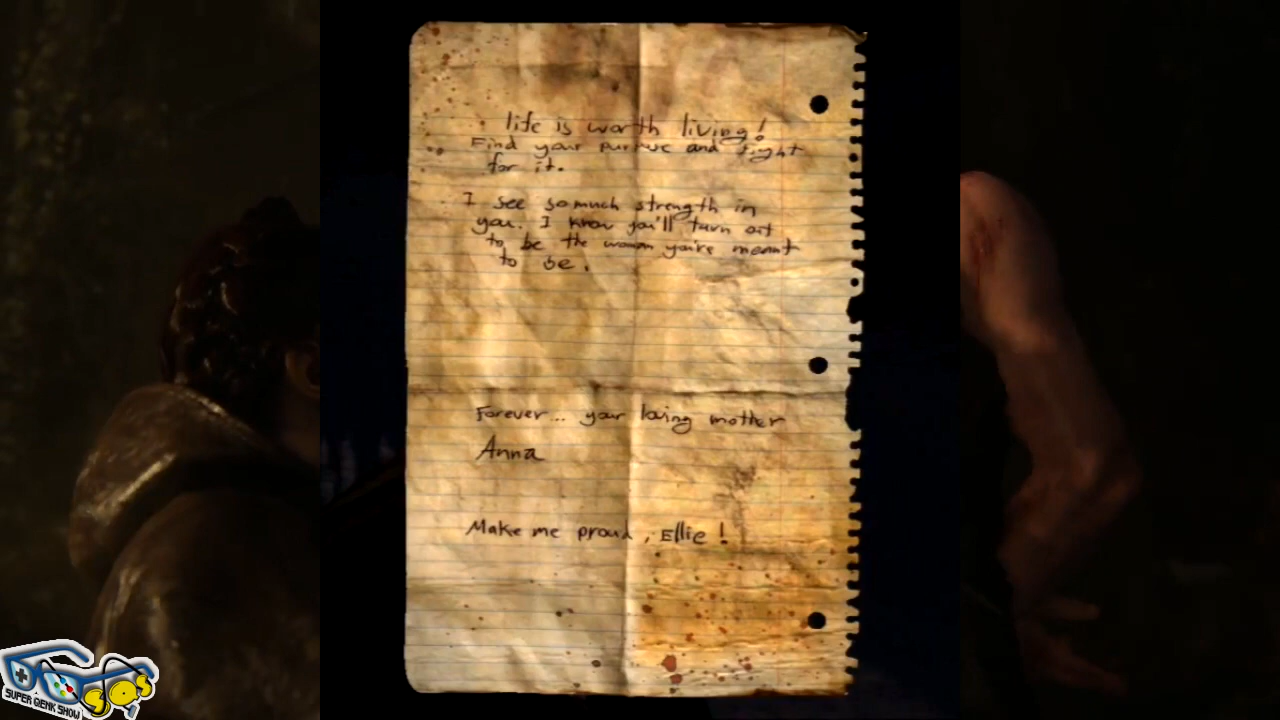 life is worth living!
Find your purpose and fight
for it.
I see so much strength in
you. I know you'll turn out
to be the woman you're meant
to be.
Forever... your loving mother
Anna
Make me proud, Ellie!
SUPER GENK SHOW